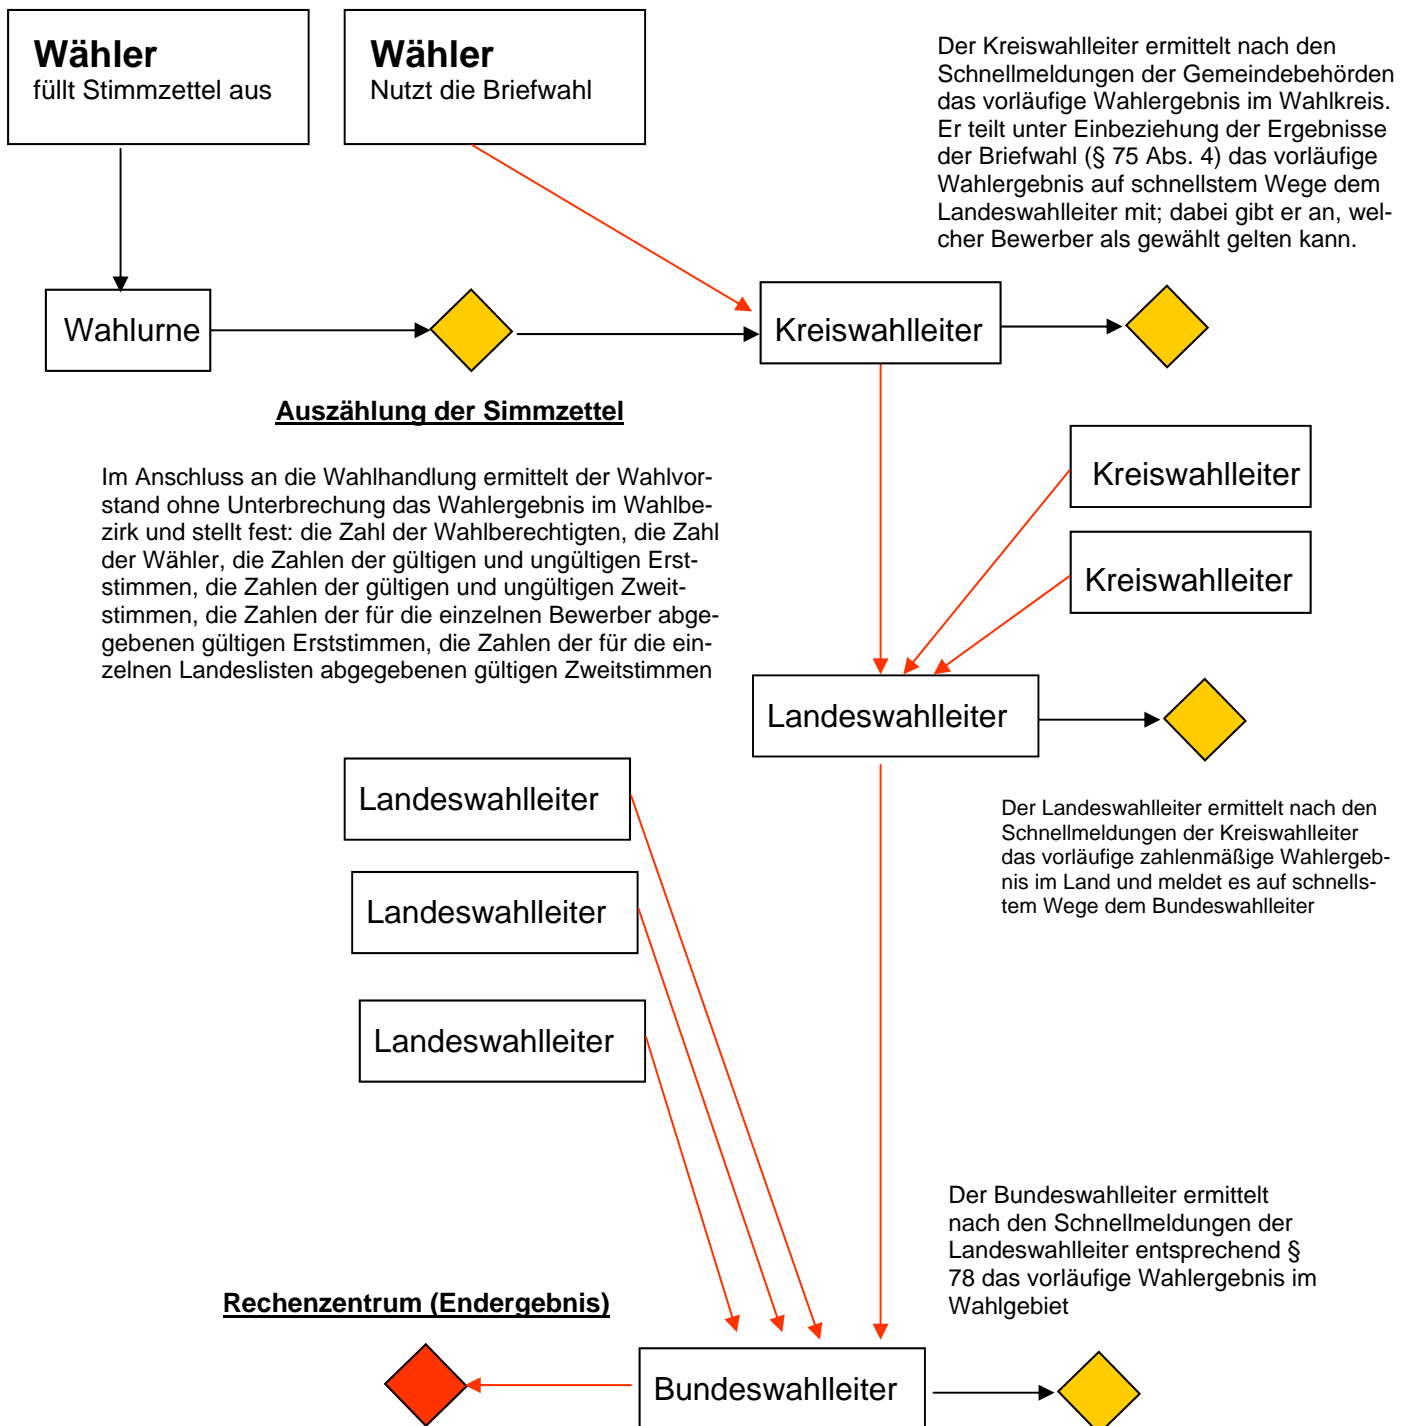 Wähler
füllt Stimmzettel aus
Wähler
Nutzt die Briefwahl
Der Kreiswahlleiter ermittelt nach den
Schnellmeldungen der Gemeindebehörden
das vorläufige Wahlergebnis im Wahlkreis.
Er teilt unter Einbeziehung der Ergebnisse
der Briefwahl (§ 75 Abs. 4) das vorläufige
Wahlergebnis auf schnellstem Wege dem
Landeswahlleiter mit; dabei gibt er an, wel-
cher Bewerber als gewählt gelten kann.
Wahlurne
Kreiswahlleiter
Auszählung der Simmzettel
Im Anschluss an die Wahlhandlung ermittelt der Wahlvor-
stand ohne Unterbrechung das Wahlergebnis im Wahlbe-
zirk und stellt fest: die Zahl der Wahlberechtigten, die Zahl
der Wähler, die Zahlen der gültigen und ungültigen Erst-
stimmen, die Zahlen der gültigen und ungültigen Zweit-
stimmen, die Zahlen der für die einzelnen Bewerber abge-
gebenen gültigen Erststimmen, die Zahlen der für die ein-
zelnen Landeslisten abgegebenen gültigen Zweitstimmen
Kreiswahlleiter
Kreiswahlleiter
Landeswahlleiter
Landeswahlleiter
Landeswahlleiter
Landeswahlleiter
Der Landeswahlleiter ermittelt nach den
Schnellmeldungen der Kreiswahlleiter
das vorläufige zahlenmäßige Wahlergeb-
nis im Land und meldet es auf schnells-
tem Wege dem Bundeswahlleiter
Der Bundeswahlleiter ermittelt
nach den Schnellmeldungen der
Landeswahlleiter entsprechend §
78 das vorläufige Wahlergebnis im
Wahlgebiet
Rechenzentrum (Endergebnis)
Bundeswahlleiter